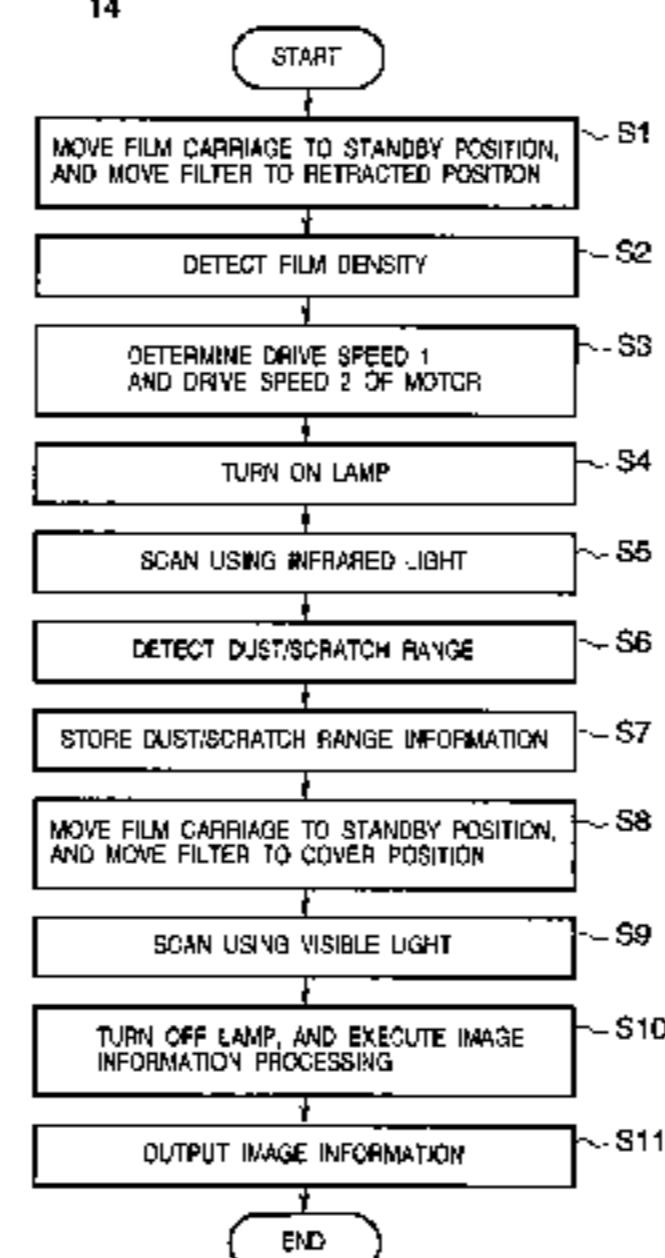 14
START
MOVE FILM CARRIAGE TO STANDBY POSITION,
AND MOVE FILTER TO RETRACTED POSITION
S1
DETECT FILM DENSITY
S2
DETERMINE DRIVE SPEED 1
AND DRIVE SPEED 2 OF MOTOR
S3
TURN ON LAMP
S4
SCAN USING INFRARED LIGHT
S5
DETECT DUST/SCRATCH RANGE
S6
STORE DUST/SCRATCH RANGE INFORMATION
S7
MOVE FILM CARRIAGE TO STANDBY POSITION,
AND MOVE FILTER TO COVER POSITION
S8
SCAN USING VISIBLE LIGHT
S9
TURN OFF LAMP, AND EXECUTE IMAGE
INFORMATION PROCESSING
S10
OUTPUT IMAGE INFORMATION
S11
END